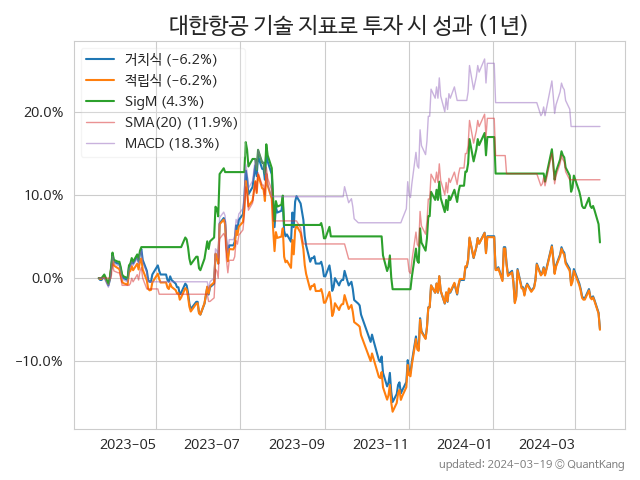 대한항공 기술 지표로 투자 시 성과 (1년)
거치식 (−6.2%)
적립식 (−6.2%)
SigM (4.3%)
SMA(20) (11.9%)
MACD (18.3%)
20.0%
10.0%
0.0%
−10.0%
2023−05 2023−07 2023−09 2023−11 2024−01 2024−03
updated: 2024−03−19 ⓒ QuantKang